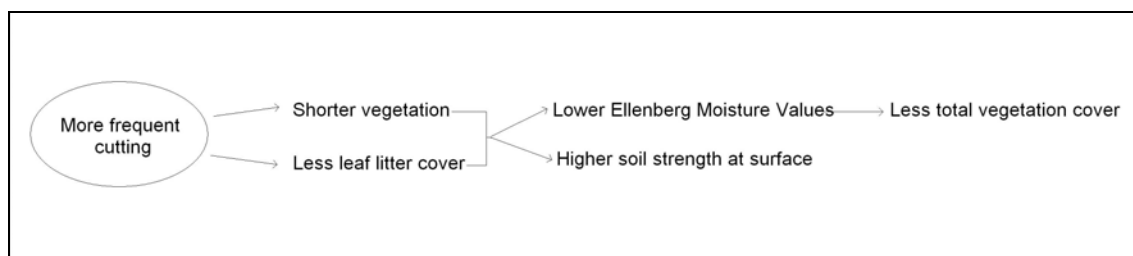 More frequent
cutting
Shorter vegetation
Less leaf litter cover
Lower Ellenberg Moisture Values
Higher soil strength at surface
Less total vegetation cover